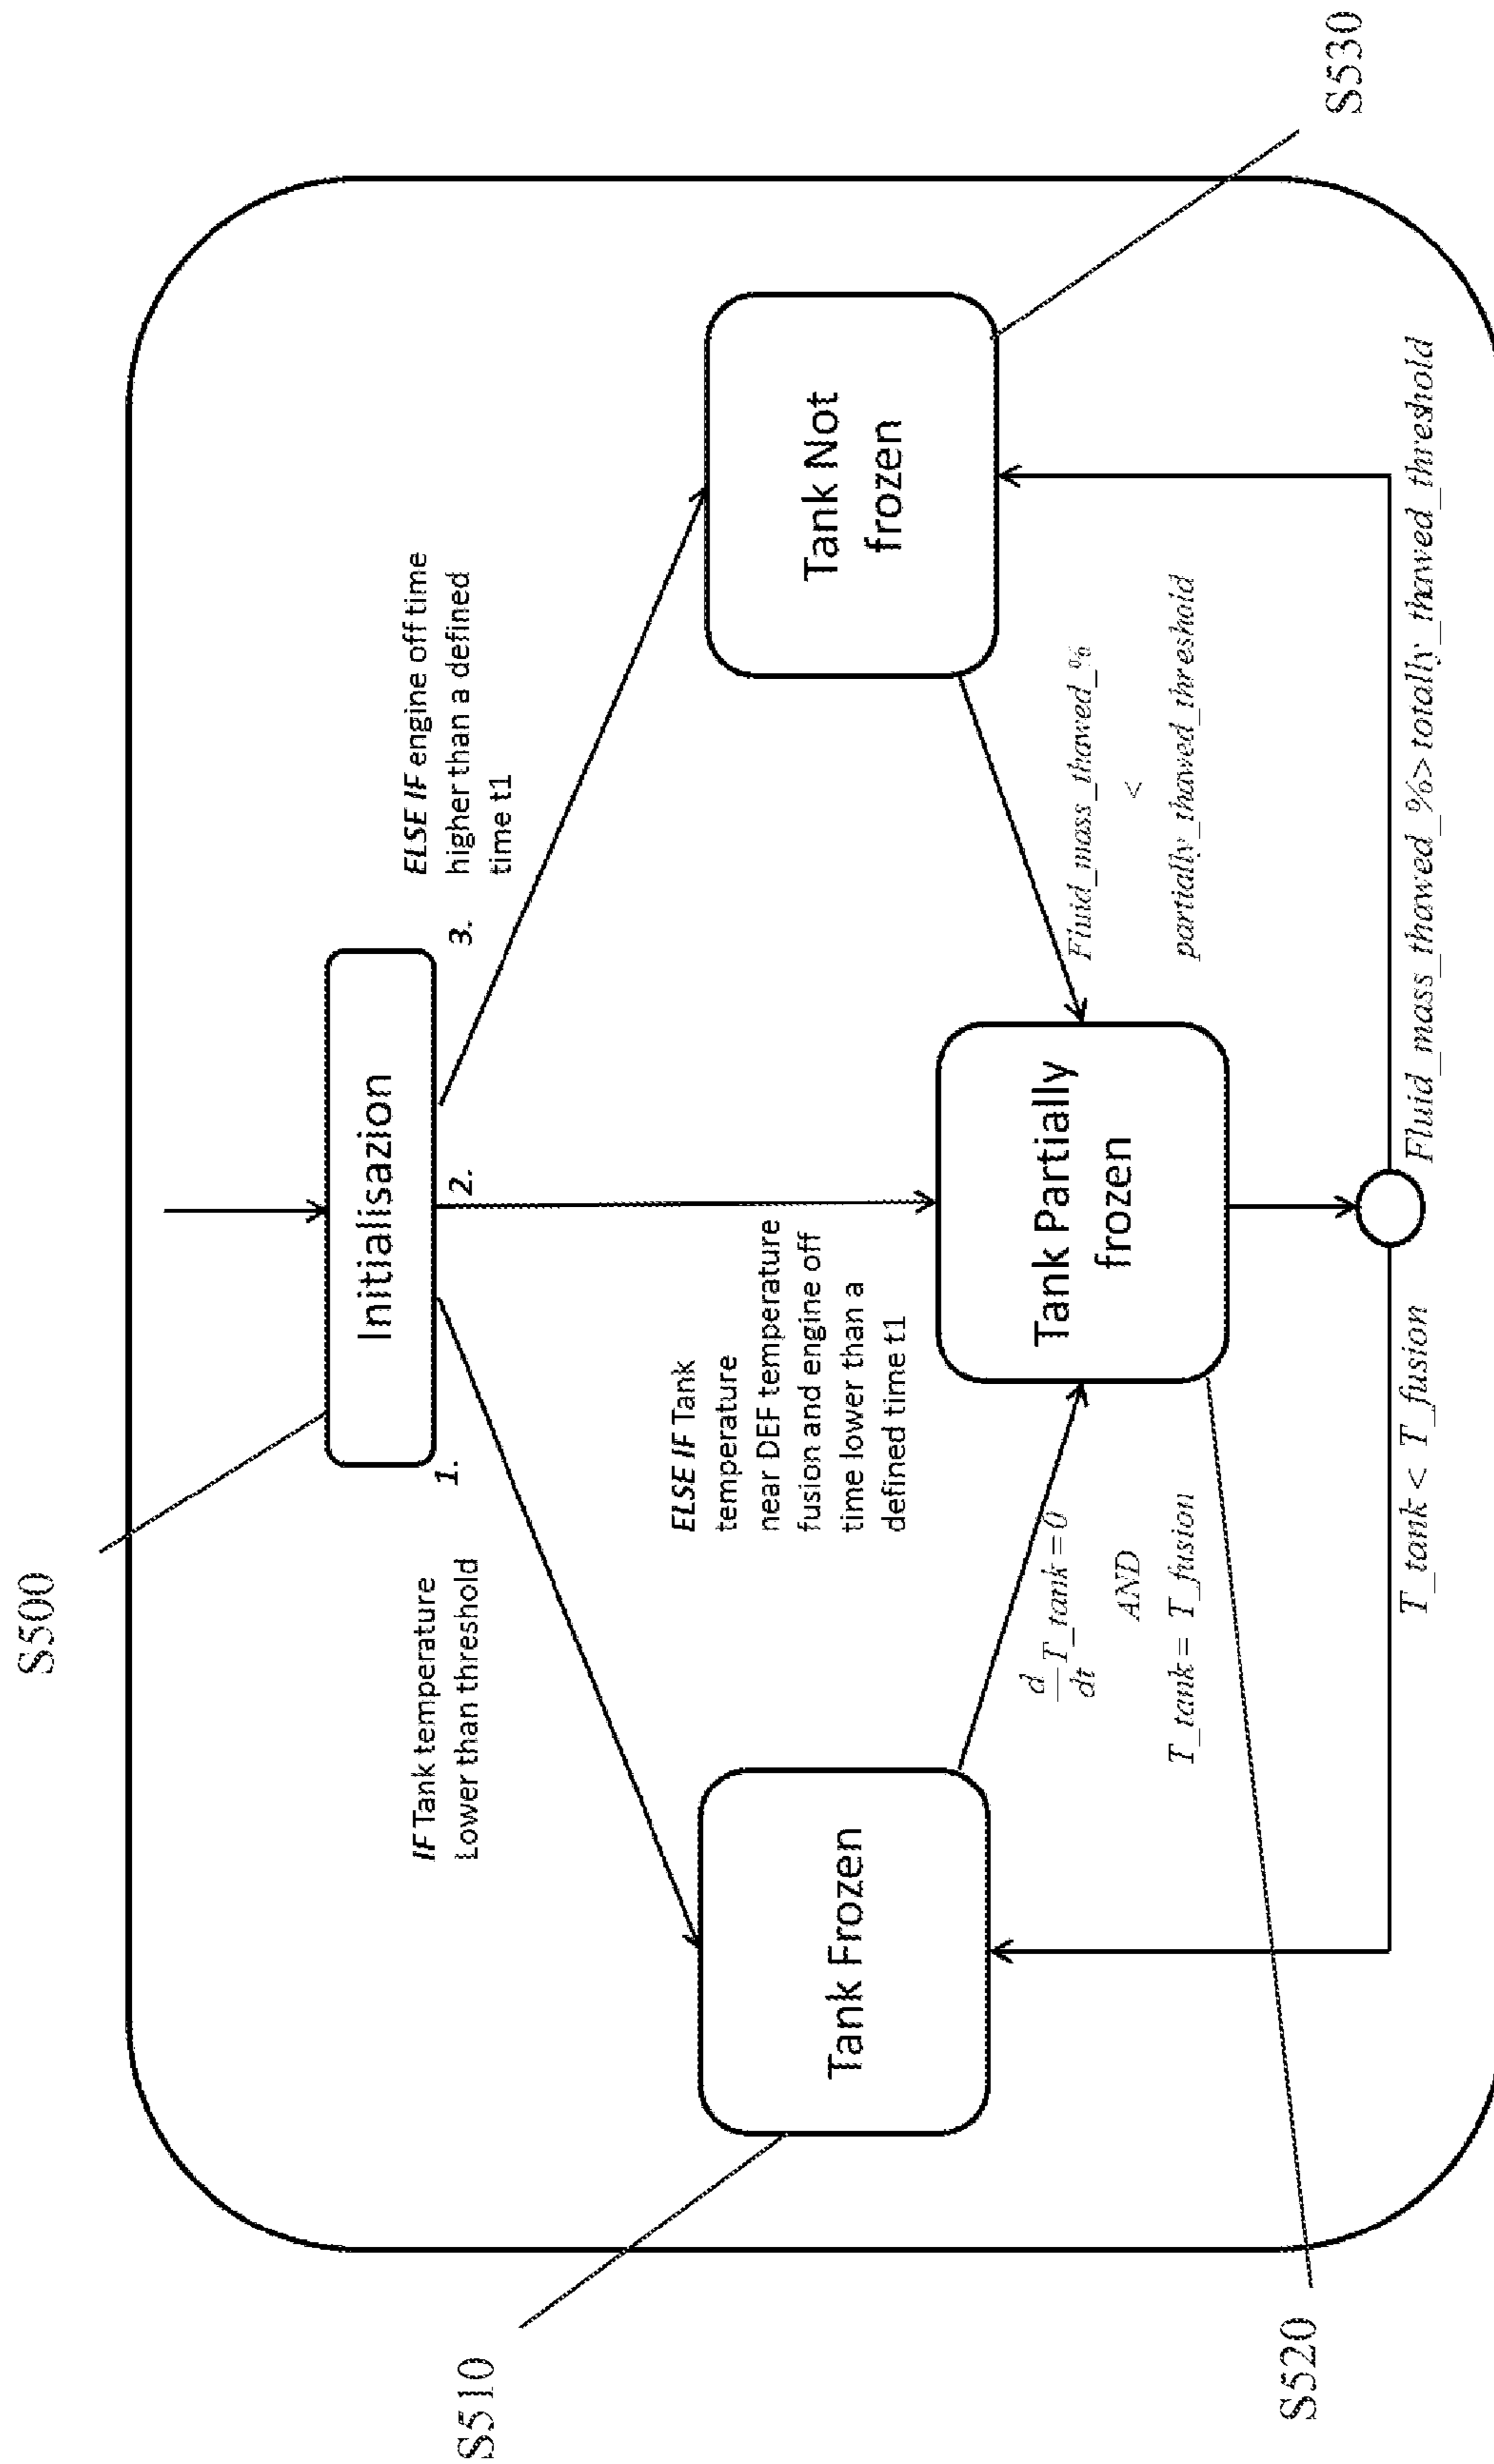 S500
Initialisazion
1.
2.
3.
IF Tank temperature
Lower than threshold
ELSE IF Tank
temperature
near DEF temperature
fusion and engine off
time lower than a
defined time t1
ELSE IF engine off time
higher than a defined
time t1
S510
Tank Frozen
Tank Partially
frozen
Tank Not
frozen
d/dt T_tank = 0
AND
T_tank = T_fusion
Fluid_mass_thawed_%
<
partially_thawed_threshold
S520
S530
T_tank < T_fusion
Fluid_mass_thawed_%> totally_thawed_threshold